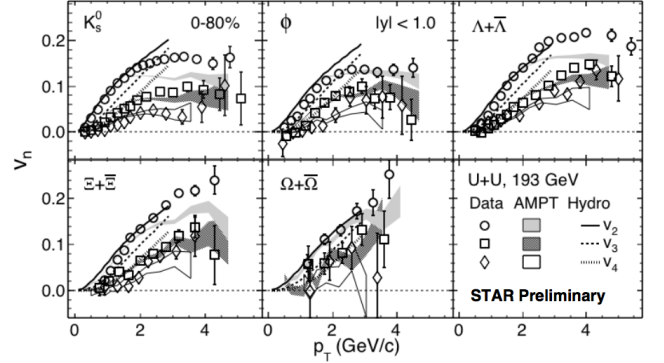 K⁰ₛ 0-80%
ϕ |y| < 1.0
Λ+Λ̅
0.2
0.1
0.0
vₙ
Ξ+Ξ̅
Ω+Ω̅
U+U, 193 GeV
Data AMPT Hydro
v₂
v₃
v₄
STAR Preliminary
0.2
0.1
0.0
0 2 4 0 2 4 0 2 4
p_T (GeV/c)